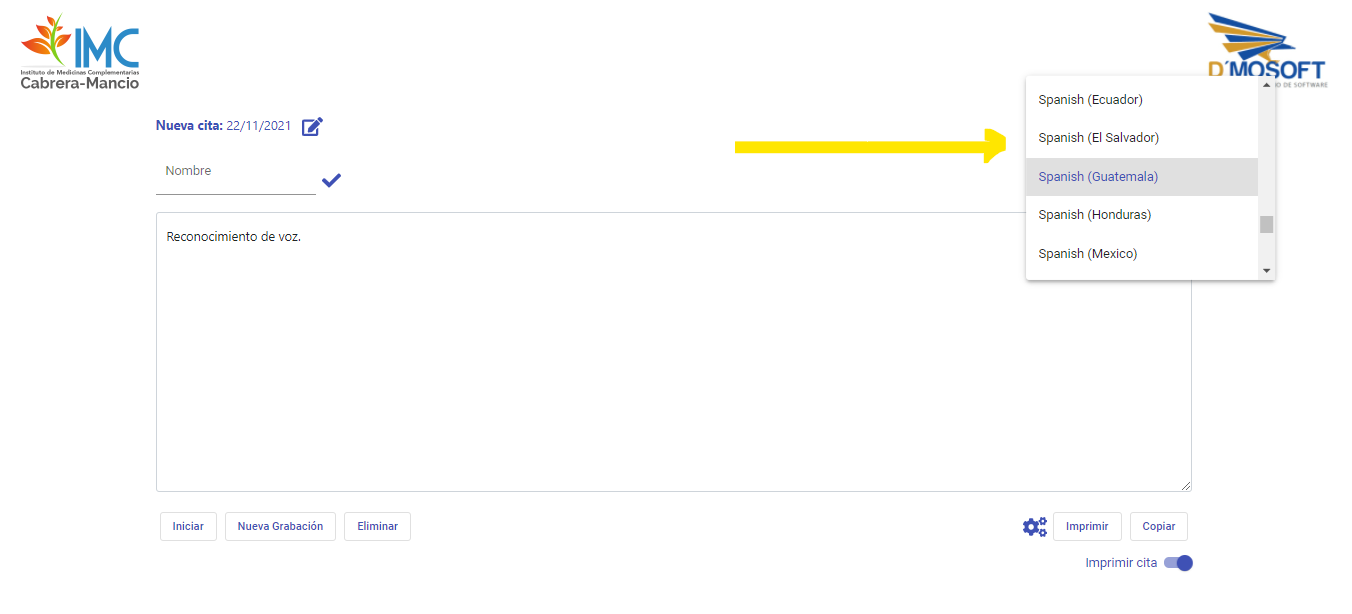 IMC
Instituto de Medicinas Complementarias
Cabrera-Mancio
D´MOSOFT
IO DE SOFTWARE
Spanish (Ecuador)
Spanish (El Salvador)
Spanish (Guatemala)
Spanish (Honduras)
Spanish (Mexico)
Nueva cita: 22/11/2021
Nombre
Reconocimiento de voz.
Iniciar
Nueva Grabación
Eliminar
Imprimir
Copiar
Imprimir cita